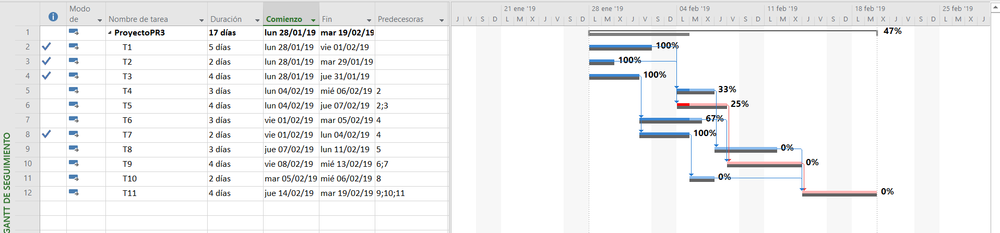 21 ene '19 28 ene '19 04 feb '19 11 feb '19 18 feb '19 25 feb '19
Modo de Nombre de tarea Duración Comienzo Fin Predecesoras
J V S D L M X J V S D L M X J V S D L M X J V S D L M X J V S D L M X J V S D L M X J
1 ProyectoPR3 17 días lun 28/01/19 mar 19/02/19 47%
2 T1 5 días lun 28/01/19 vie 01/02/19 100%
3 T2 2 días lun 28/01/19 mar 29/01/19 100%
4 T3 4 días lun 28/01/19 jue 31/01/19 100%
5 T4 3 días lun 04/02/19 mié 06/02/19 2 33%
6 T5 4 días lun 04/02/19 jue 07/02/19 2;3 25%
7 T6 3 días vie 01/02/19 mar 05/02/19 4 67%
8 T7 2 días vie 01/02/19 lun 04/02/19 4 100%
9 T8 3 días jue 07/02/19 lun 11/02/19 5 0%
10 T9 4 días vie 08/02/19 mié 13/02/19 6;7 0%
11 T10 2 días mar 05/02/19 mié 06/02/19 8 0%
12 T11 4 días jue 14/02/19 mar 19/02/19 9;10;11 0%
GANTT DE SEGUIMIENTO